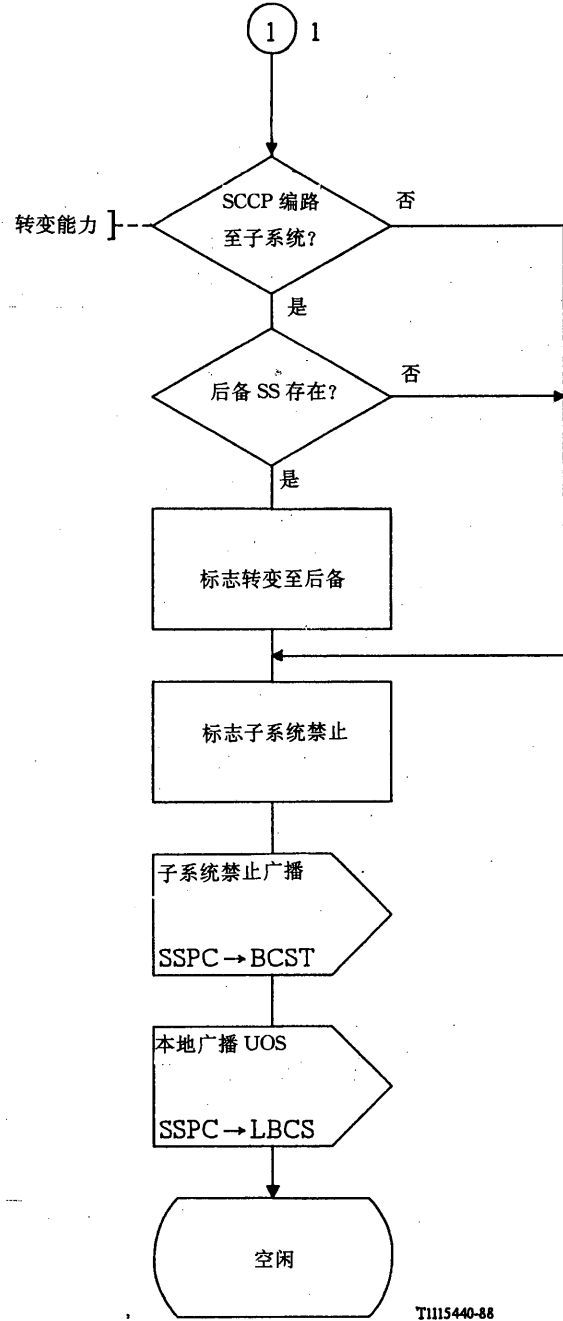 1 1
SCCP 编路
至子系统?
转变能力
否
是
后备 SS 存在?
否
是
标志转变至后备
标志子系统禁止
子系统禁止广播
SSPC→BCST
本地广播 UOS
SSPC→LBCS
空闲
T1115440-88